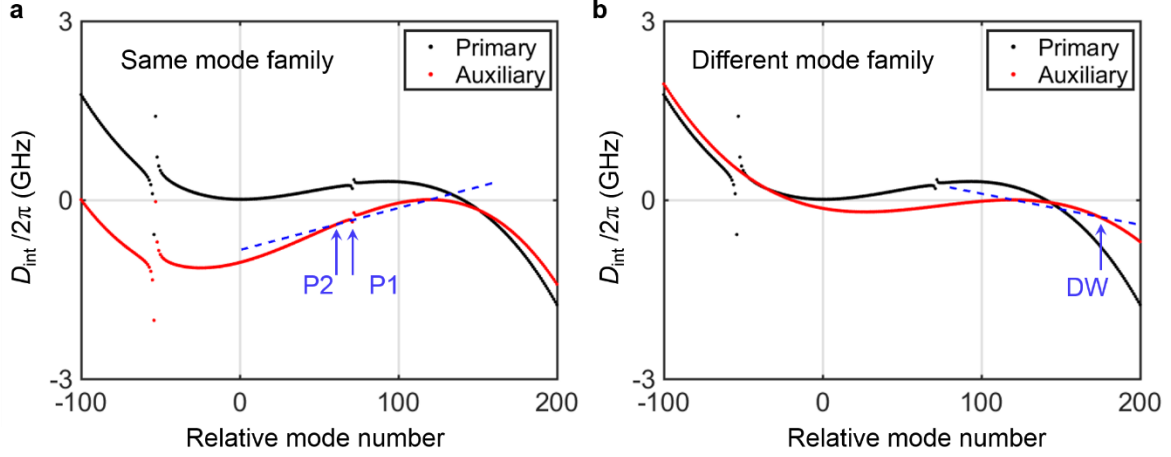 a
3
Same mode family
Primary
Auxiliary
D_int /2π (GHz)
0
P2
P1
-3
-100
0
100
200
Relative mode number
b
3
Different mode family
Primary
Auxiliary
D_int /2π (GHz)
0
DW
-3
-100
0
100
200
Relative mode number